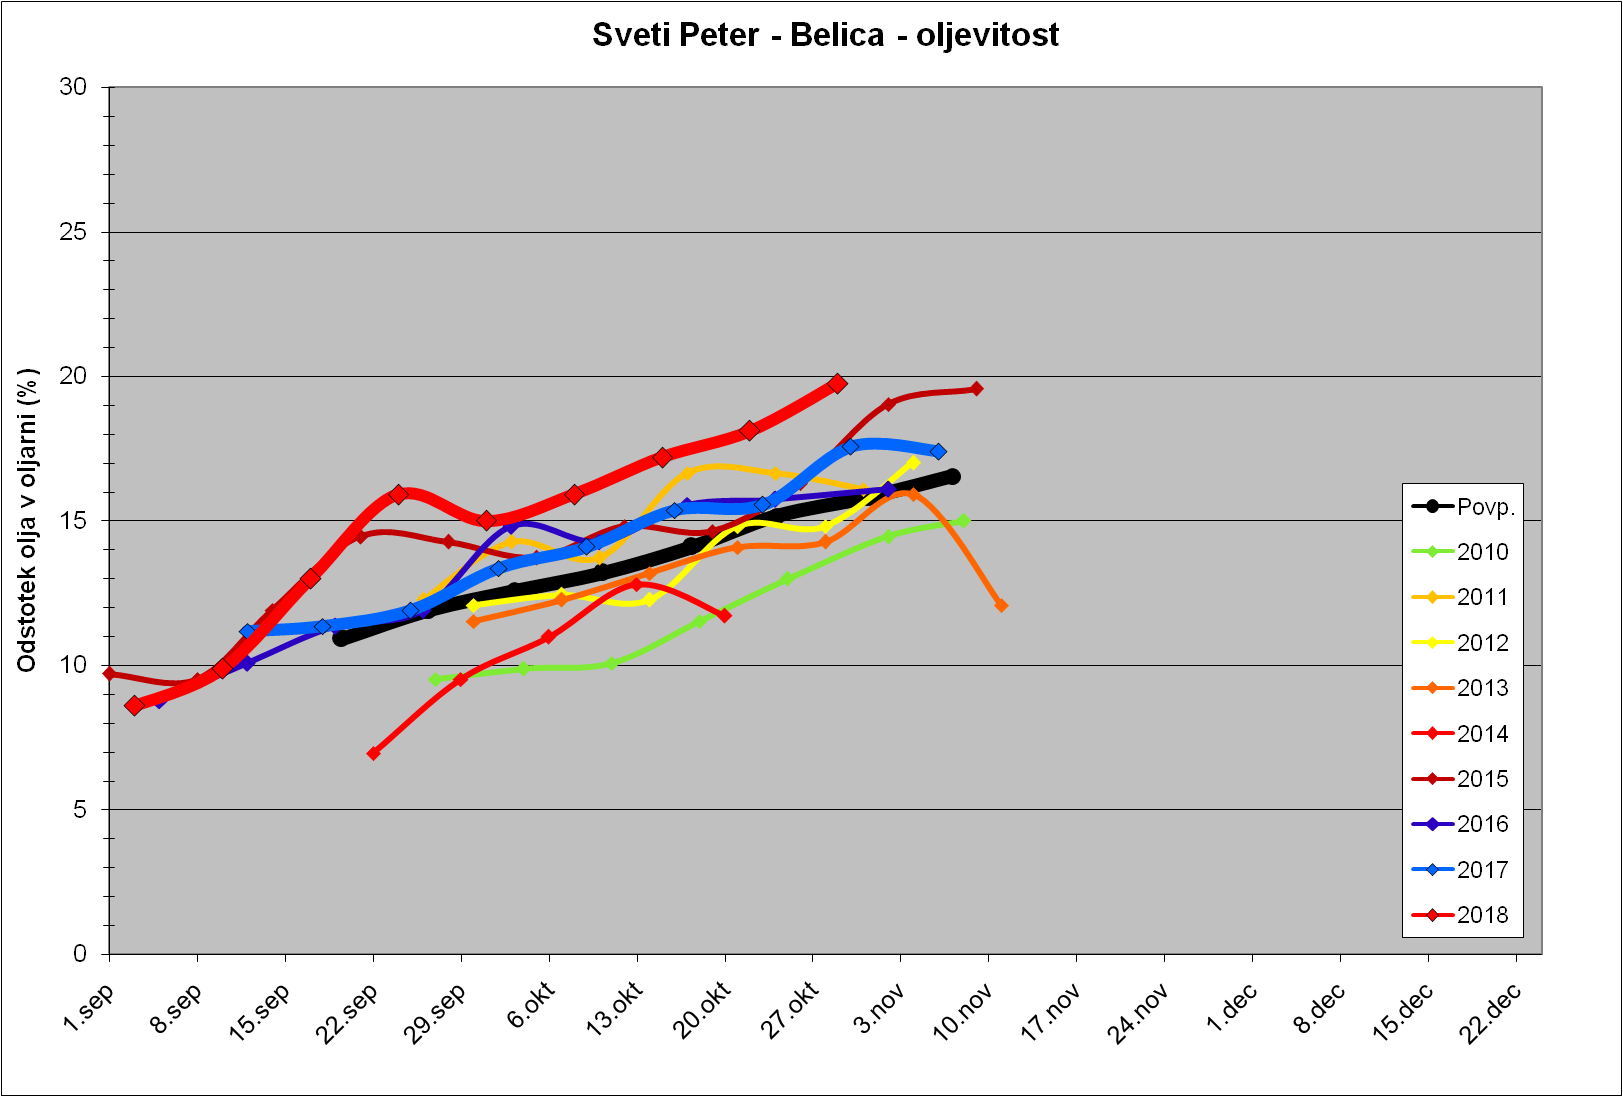 Sveti Peter - Belica - oljevitost
Odstotek olja v oljarni (%)
30
25
20
15
10
5
0
1.sep
8.sep
15.sep
22.sep
29.sep
6.okt
13.okt
20.okt
27.okt
3.nov
10.nov
17.nov
24.nov
1.dec
8.dec
15.dec
22.dec
Povp.
2010
2011
2012
2013
2014
2015
2016
2017
2018